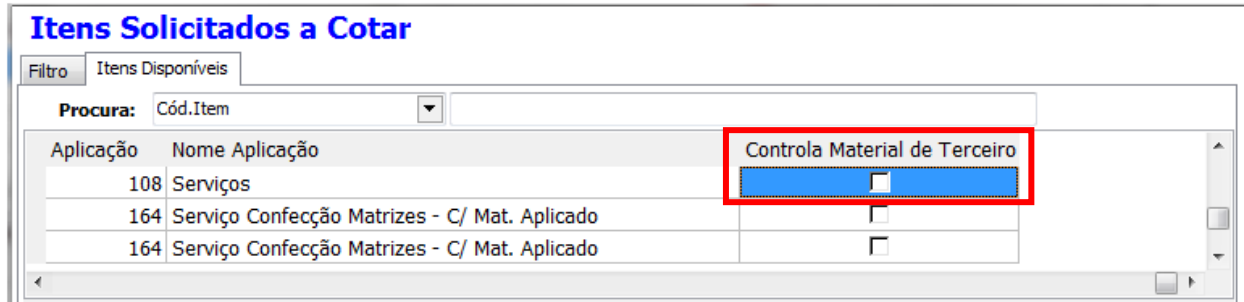 Itens Solicitados a Cotar
Filtro Itens Disponíveis
Procura: Cód.Item
Aplicação Nome Aplicação Controla Material de Terceiro
108 Serviços
164 Serviço Confecção Matrizes - C/ Mat. Aplicado
164 Serviço Confecção Matrizes - C/ Mat. Aplicado